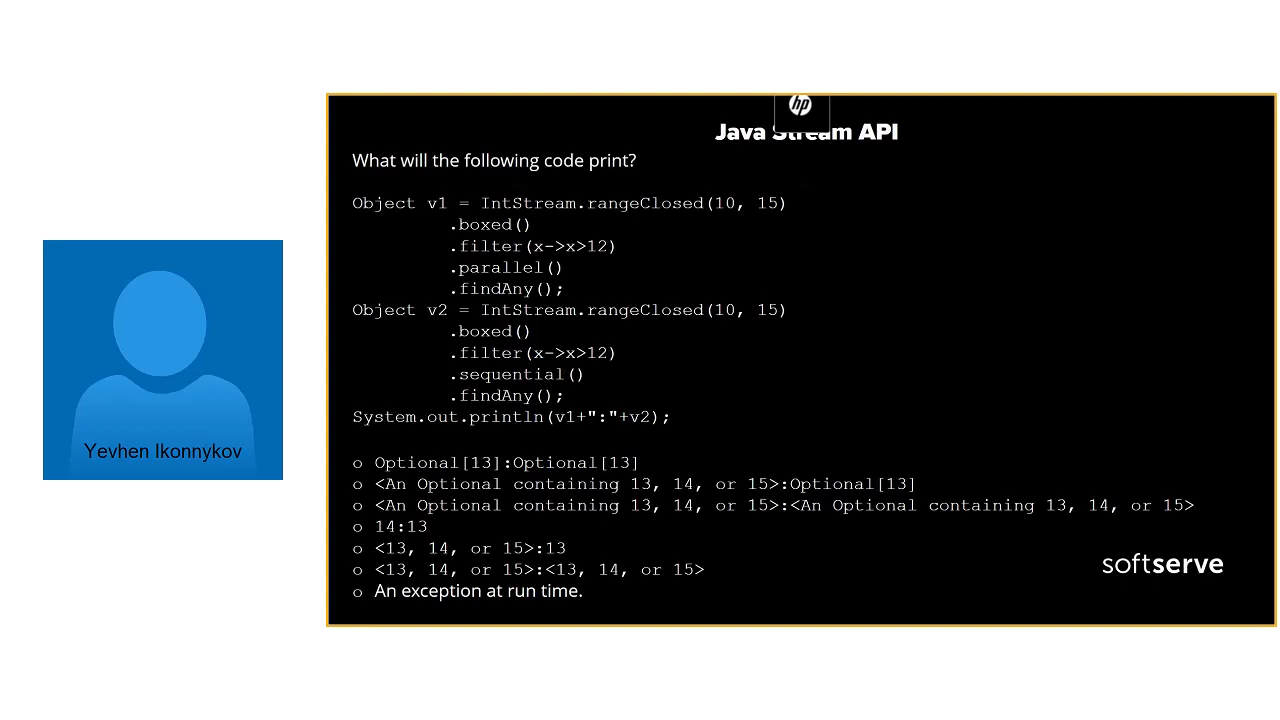 hp
Java Stream API
What will the following code print?
Object v1 = IntStream.rangeClosed(10, 15)
.boxed()
.filter(x->x>12)
.parallel()
.findAny();
Object v2 = IntStream.rangeClosed(10, 15)
.boxed()
.filter(x->x>12)
.sequential()
.findAny();
System.out.println(v1+":"+v2);
o Optional[13]:Optional[13]
o <An Optional containing 13, 14, or 15>:Optional[13]
o <An Optional containing 13, 14, or 15>:<An Optional containing 13, 14, or 15>
o 14:13
o <13, 14, or 15>:13
o <13, 14, or 15>:<13, 14, or 15>
o An exception at run time.
softserve
Yevhen Ikonnykov